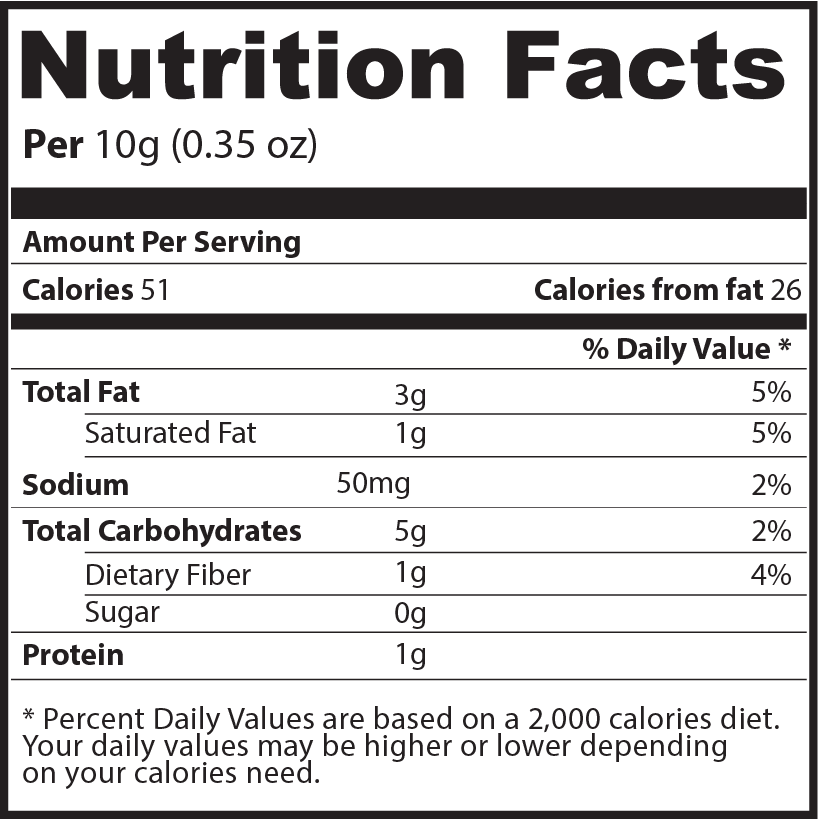 Nutrition Facts
Per 10g (0.35 oz)
Amount Per Serving
Calories 51 Calories from fat 26
% Daily Value *
Total Fat 3g 5%
Saturated Fat 1g 5%
Sodium 50mg 2%
Total Carbohydrates 5g 2%
Dietary Fiber 1g 4%
Sugar 0g
Protein 1g
* Percent Daily Values are based on a 2,000 calories diet.
Your daily values may be higher or lower depending
on your calories need.